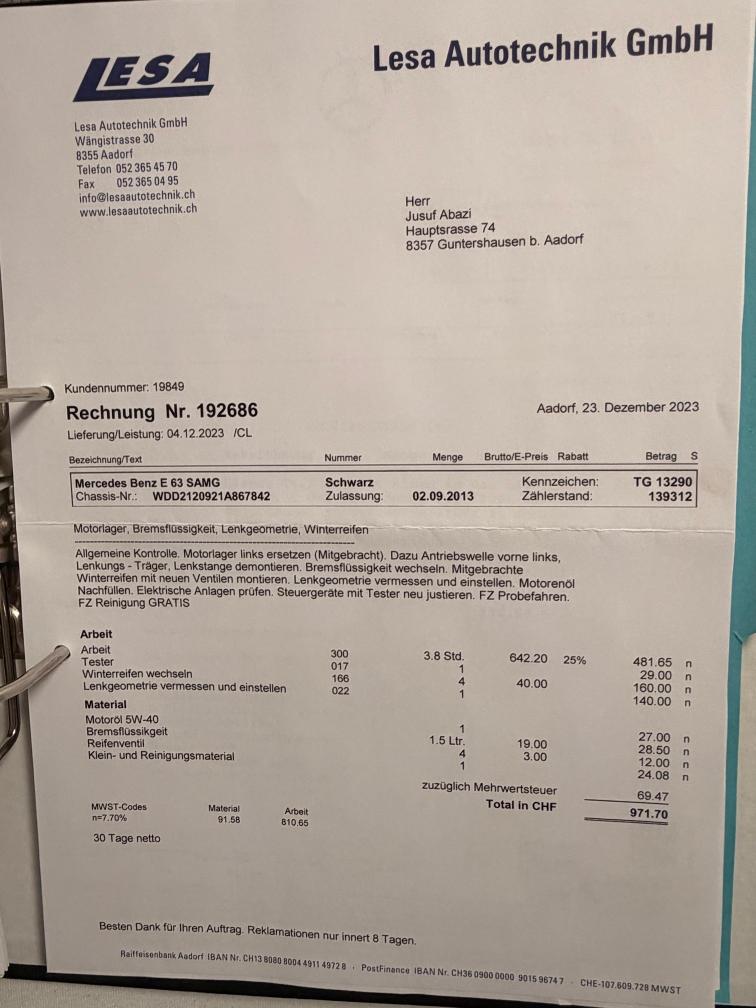 LESA
Lesa Autotechnik GmbH
Lesa Autotechnik GmbH
Wängistrasse 30
8355 Aadorf
Telefon 052 365 45 70
Fax 052 365 04 95
info@lesaautotechnik.ch
www.lesaautotechnik.ch
Herr
Jusuf Abazi
Hauptsrasse 74
8357 Guntershausen b. Aadorf
Kundennummer: 19849
Rechnung Nr. 192686
Aadorf, 23. Dezember 2023
Lieferung/Leistung: 04.12.2023 /CL
Bezeichnung/Text Nummer Menge Brutto/E-Preis Rabatt Betrag S
Mercedes Benz E 63 SAMG Schwarz Kennzeichen: TG 13290
Chassis-Nr.: WDD2120921A867842 Zulassung: 02.09.2013 Zählerstand: 139312
Motorlager, Bremsflüssigkeit, Lenkgeometrie, Winterreifen
Allgemeine Kontrolle. Motorlager links ersetzen (Mitgebracht). Dazu Antriebswelle vorne links,
Lenkungs - Träger, Lenkstange demontieren. Bremsflüssigkeit wechseln. Mitgebrachte
Winterreifen mit neuen Ventilen montieren. Lenkgeometrie vermessen und einstellen. Motorenöl
Nachfüllen. Elektrische Anlagen prüfen. Steuergeräte mit Tester neu justieren. FZ Probefahren.
FZ Reinigung GRATIS
Arbeit
Arbeit 300 3.8 Std. 642.20 25% 481.65 n
Tester 017 1 29.00 n
Winterreifen wechseln 166 4 40.00 160.00 n
Lenkgeometrie vermessen und einstellen 022 1 140.00 n
Material
Motoröl 5W-40 1 27.00 n
Bremsflüssikgeit 1.5 Ltr. 19.00 28.50 n
Reifenventil 4 3.00 12.00 n
Klein- und Reinigungsmaterial 1 24.08 n
zuzüglich Mehrwertsteuer 69.47
Total in CHF 971.70
MWST-Codes Material Arbeit
n=7.70% 91.58 810.65
30 Tage netto
Besten Dank für Ihren Auftrag. Reklamationen nur innert 8 Tagen.
Raiffeisenbank Aadorf IBAN Nr. CH13 8080 8004 4911 4972 8 · PostFinance IBAN Nr. CH36 0900 0000 9015 9674 7 · CHE-107.609.728 MWST